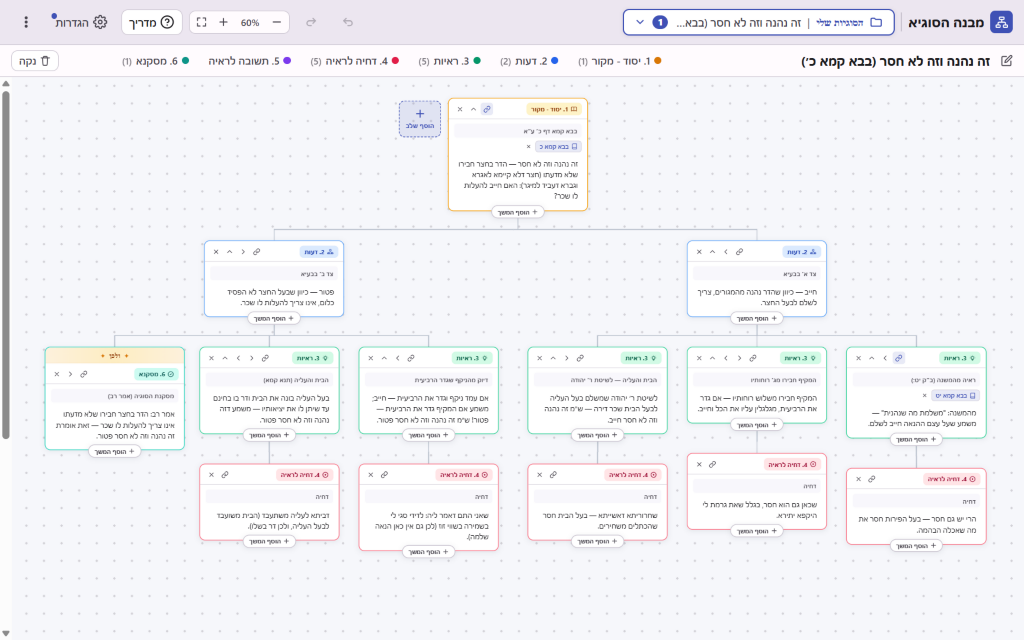 מבנה הסוגיא
הסוגיות שלי | זה נהנה וזה לא חסר (בבא... 1
60%
מדריך
הגדרות
זה נהנה וזה לא חסר (בבא קמא כ׳)
1. יסוד - מקור (1)
2. דעות (2)
3. ראיות (5)
4. דחיה לראיה (5)
5. תשובה לראיה
6. מסקנא (1)
נקה
1. יסוד - מקור
בבא קמא דף כ׳ ע״א
בבא קמא כ
זה נהנה וזה לא חסר — הדר בחצר חבירו
שלא מדעתו (חצר דלא קיימא לאגרא
וגברא דעביד למיגר): האם חייב להעלות
לו שכר?
+ הוסף המשך
+
הוסף שלב
2. דעות
צד א׳ בבעיא
חייב — כיוון שהדר נהנה מהמגורים, צריך
לשלם לבעל החצר.
+ הוסף המשך
2. דעות
צד ב׳ בבעיא
פטור — כיוון שבעל החצר לא הפסיד
כלום, אינו צריך להעלות לו שכר.
+ הוסף המשך
3. ראיות
ראיה מהמשנה (ב״ק יט:)
בבא קמא יט
מהמשנה: "משלמת מה שנהנית" —
משמע שעל עצם ההנאה חייב לשלם.
+ הוסף המשך
3. ראיות
המקיף חבירו מג׳ רוחותיו
המקיף חבירו משלוש רוחותיו — אם גדר
את הרביעית, מגלגלין עליו את הכל וחייב.
+ הוסף המשך
3. ראיות
הבית והעליה — לשיטת ר׳ יהודה
לשיטת ר׳ יהודה שמשלם בעל העליה
לבעל הבית שכר דירה — ש״מ זה נהנה
וזה לא חסר חייב.
+ הוסף המשך
3. ראיות
דיוק מהניקף שגדר הרביעית
אם עמד ניקף וגדר את הרביעית — חייב;
משמע אם המקיף גדר את הרביעית —
פטור! ש״מ זה נהנה וזה לא חסר פטור.
+ הוסף המשך
3. ראיות
הבית והעליה (תנא קמא)
בעל העליה בונה את הבית ודר בו בחינם
עד שיתן לו את יציאותיו — משמע דזה
נהנה וזה לא חסר פטור.
+ הוסף המשך
ולכן
6. מסקנא
מסקנת הסוגיה (אמר רב)
אמר רב: הדר בחצר חבירו שלא מדעתו
אינו צריך להעלות לו שכר — זאת אומרת
זה נהנה וזה לא חסר פטור.
+ הוסף המשך
4. דחיה לראיה
דחיה
הרי יש גם חסר — בעל הפירות חסר את
מה שאכלה הבהמה.
+ הוסף המשך
4. דחיה לראיה
דחיה
שכאן גם הוא חסר, בגלל שאת גרמת לי
היקפא יתירא.
+ הוסף המשך
4. דחיה לראיה
דחיה
שחרוריתא דאשייתא — בעל הבית חסר
שהכתלים משחירים.
+ הוסף המשך
4. דחיה לראיה
דחיה
שאני התם דאמר ליה: לדידי סגי לי
בשמירה בשווי זוז (לכן גם אין כאן הנאה
שלמה).
+ הוסף המשך
4. דחיה לראיה
דחיה
דביתא לעליה משתעבד (הבית משועבד
לבעל העליה, ולכן דר בשלו).
+ הוסף המשך